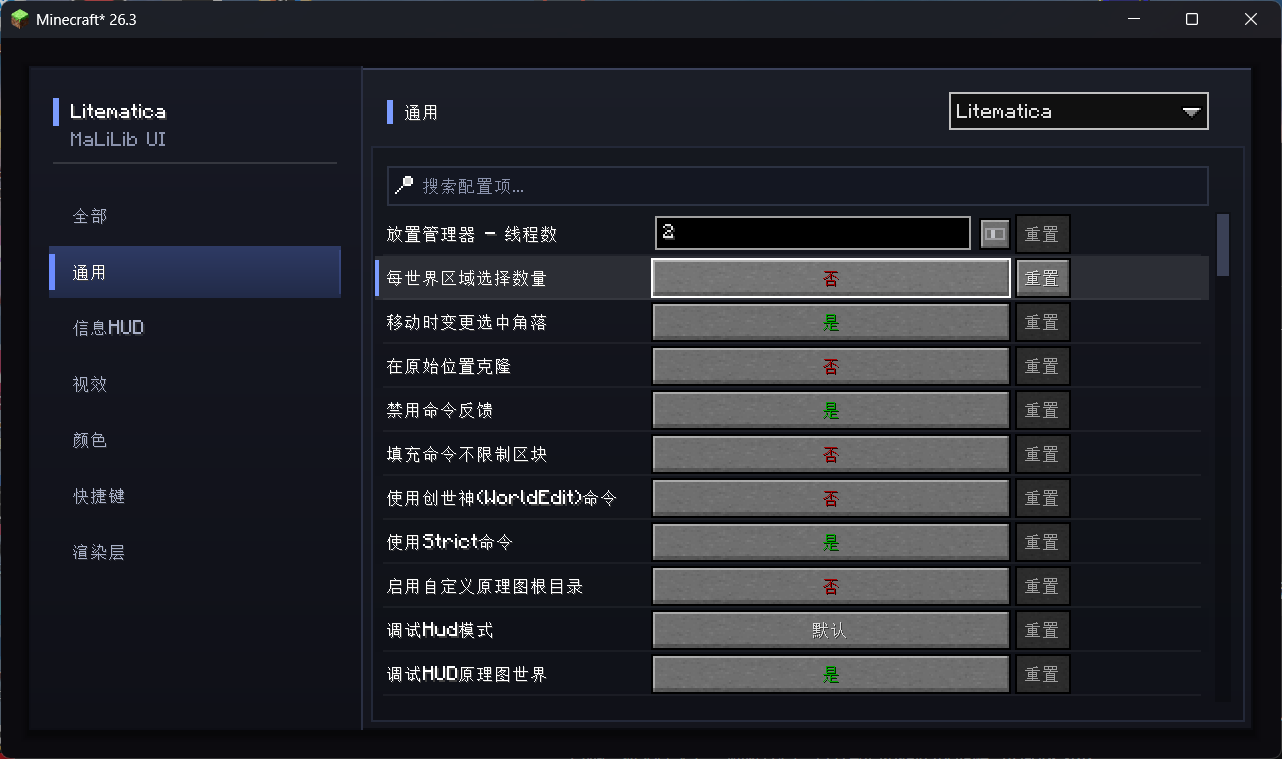 Minecraft* 26.3
Litematica
MaLiLib UI
全部
通用
信息HUD
视效
颜色
快捷键
渲染层
通用
Litematica
搜索配置项...
放置管理器 - 线程数 2 重置
每世界区域选择数量 否 重置
移动时变更选中角落 是 重置
在原始位置克隆 否 重置
禁用命令反馈 是 重置
填充命令不限制区块 否 重置
使用创世神(WorldEdit)命令 否 重置
使用Strict命令 是 重置
启用自定义原理图根目录 否 重置
调试Hud模式 默认 重置
调试HUD原理图世界 是 重置